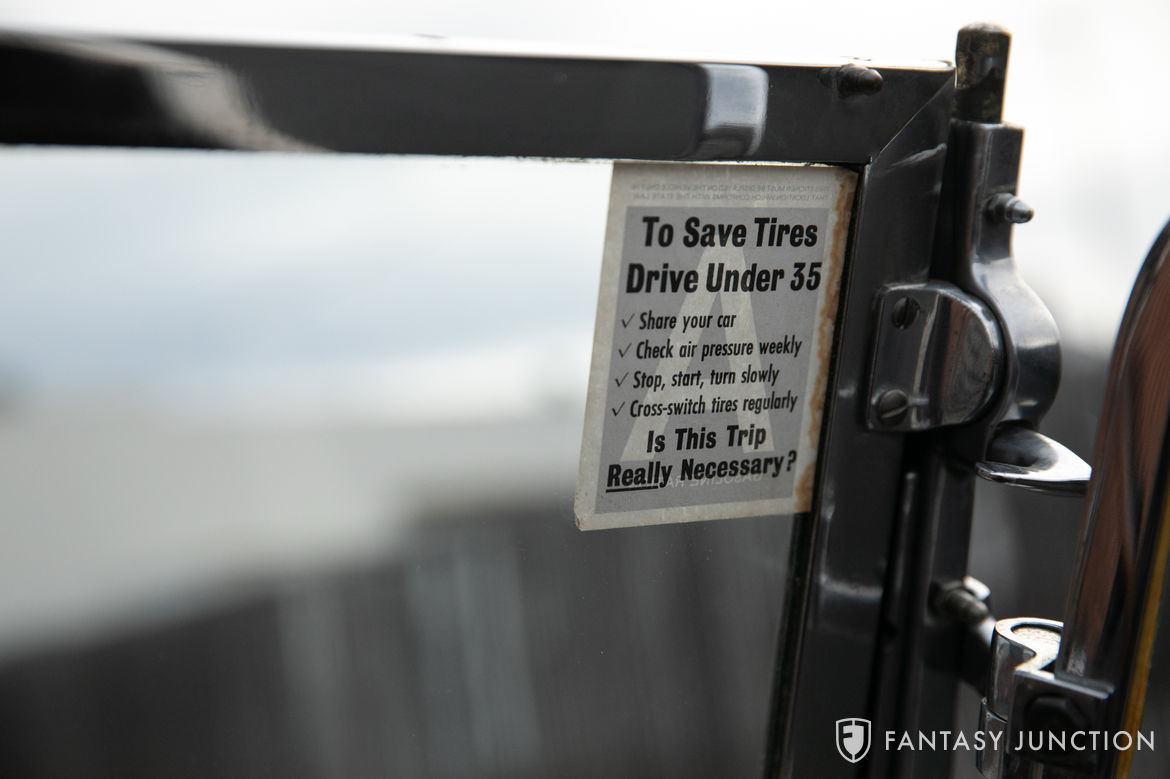 To Save Tires
Drive Under 35
✓ Share your car
✓ Check air pressure weekly
✓ Stop, start, turn slowly
✓ Cross-switch tires regularly
Is This Trip
Really Necessary?
FANTASY JUNCTION